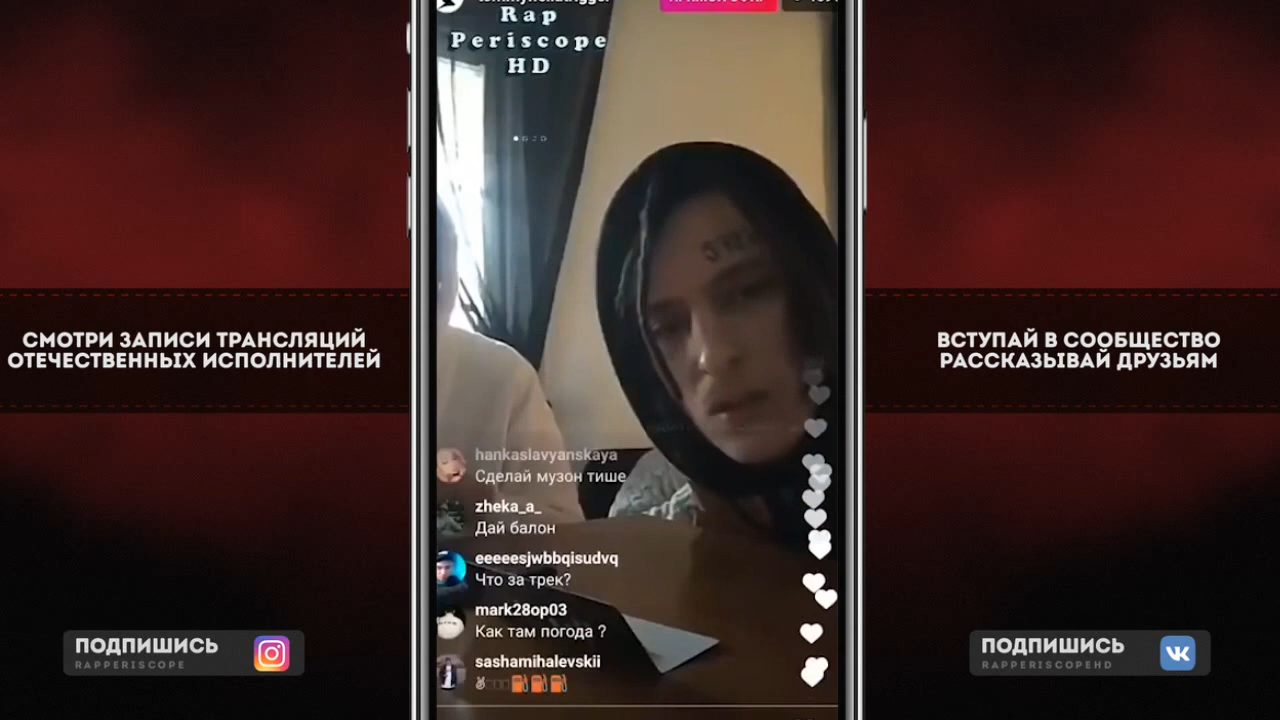 Rap
Periscope
HD
СМОТРИ ЗАПИСИ ТРАНСЛЯЦИЙ
ОТЕЧЕСТВЕННЫХ ИСПОЛНИТЕЛЕЙ
ВСТУПАЙ В СООБЩЕСТВО
РАССКАЗЫВАЙ ДРУЗЬЯМ
hankaslavyanskaya
Сделай музон тише
zheka_a_
Дай балон
eeeeesjwbbqisudvq
Что за трек?
mark28op03
Как там погода ?
sashamihalevskii
ПОДПИШИСЬ
RAPPERISCOPE
ПОДПИШИСЬ
RAPPERISCOPEHD